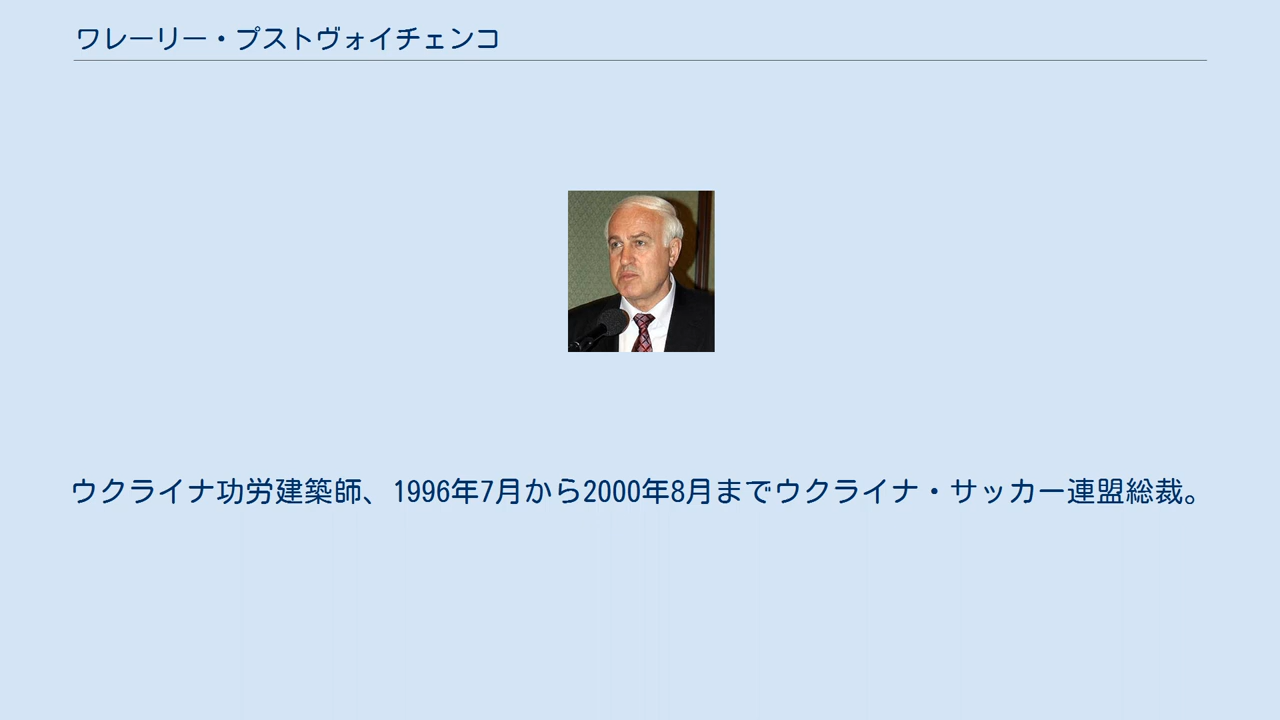 ワレーリー・プストヴォイチェンコ
ウクライナ功労建築師、1996年7月から2000年8月までウクライナ・サッカー連盟総裁。